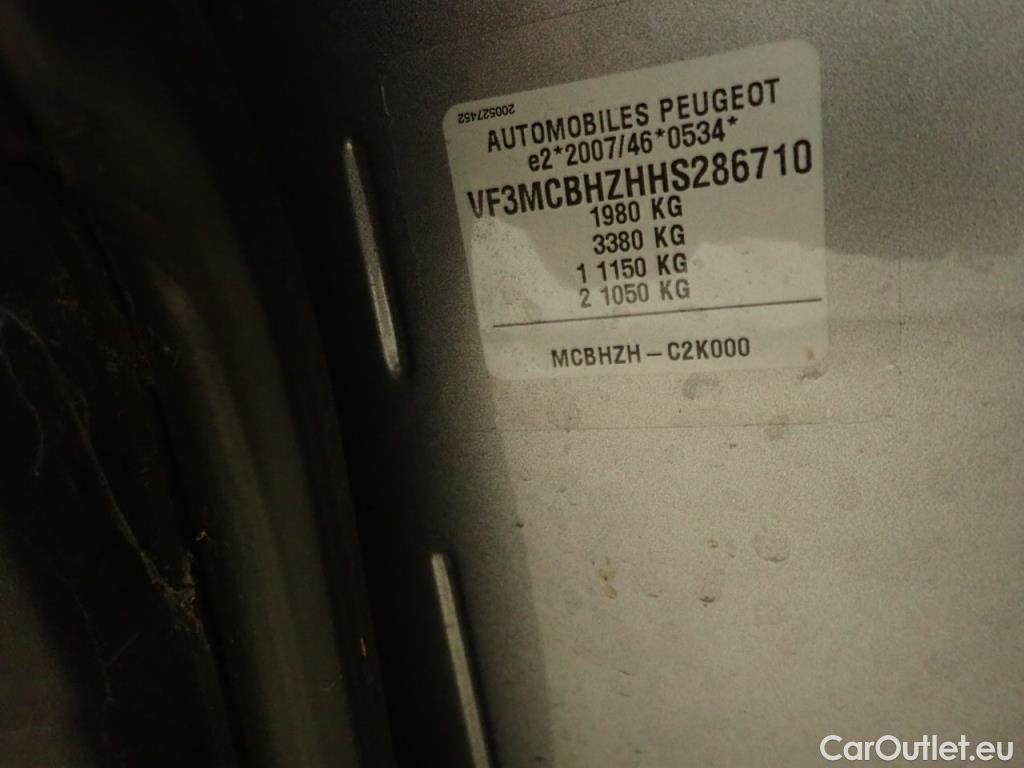 200527452
AUTOMOBILES PEUGEOT
e2*2007/46*0534*
VF3MCBHZHHS286710
1980 KG
3380 KG
1 1150 KG
2 1050 KG
MCBHZH – C2K000
CarOutlet.eu